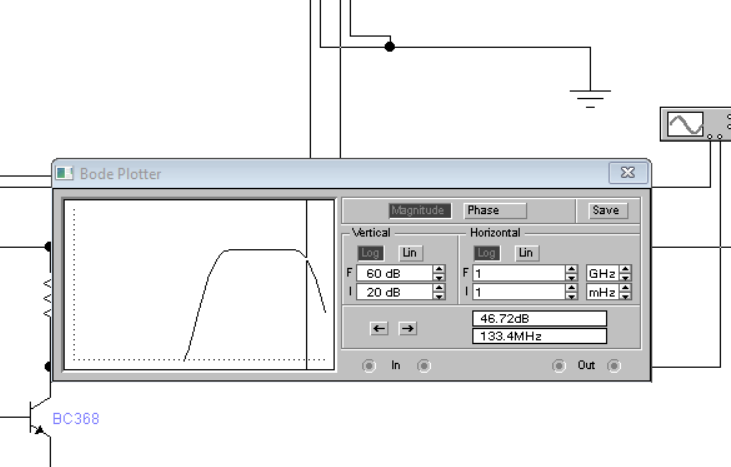 Bode Plotter
Magnitude Phase Save
Vertical Horizontal
Log Lin Log Lin
F 60 dB F 1 GHz
I 20 dB I 1 mHz
← →
46.72dB
133.4MHz
In Out
BC368